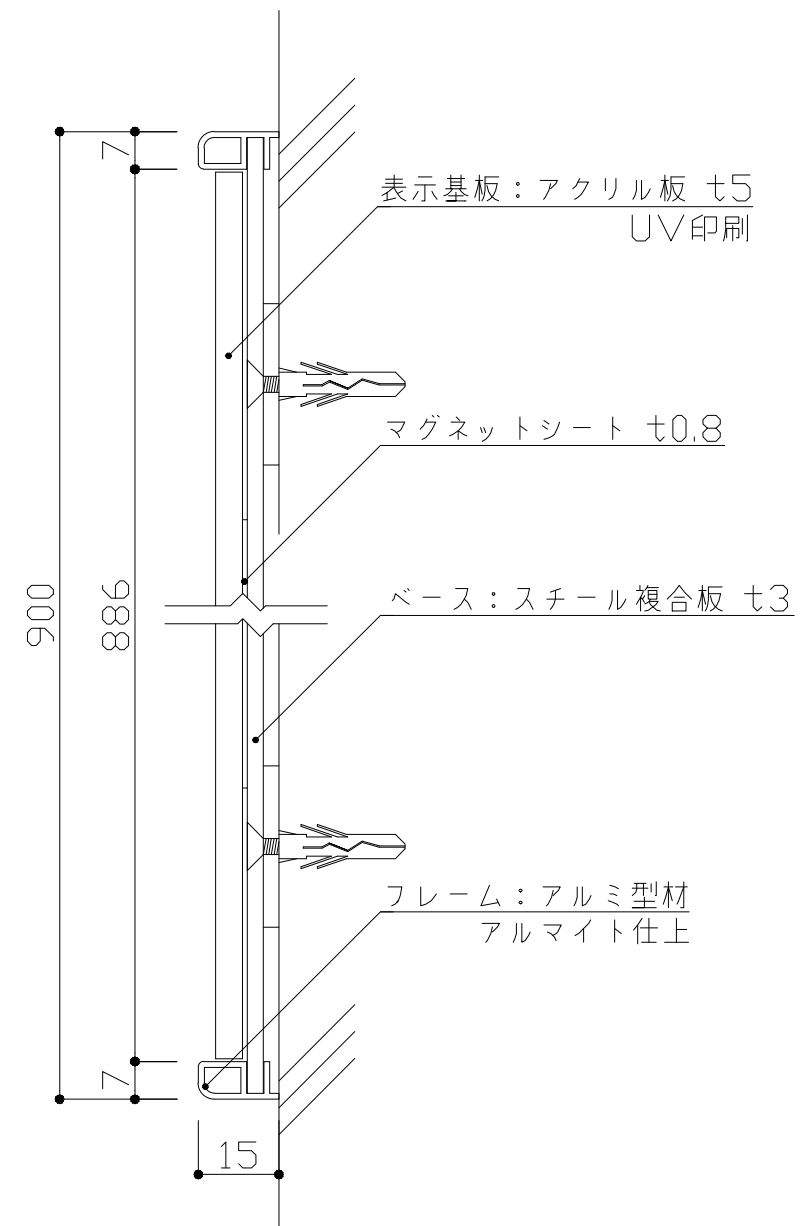 7
表示基板：アクリル板 t5
UV印刷
マグネットシート t0.8
900
886
ベース：スチール複合板 t3
フレーム：アルミ型材
アルマイト仕上
7
15